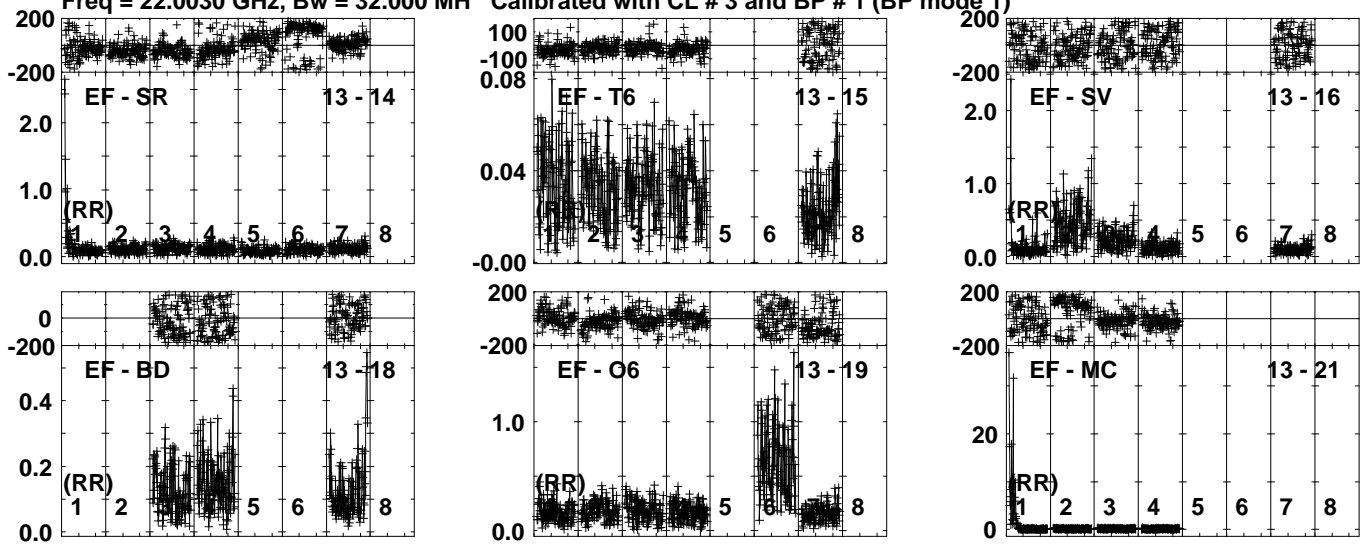 Freq = 22.0030 GHz, Bw = 32.000 MH Calibrated with CL # 3 and BP # 1 (BP mode 1)
200
-200
EF - SR 13 - 14
2.0
1.0
0.0
(RR)
1 2 3 4 5 6 7 8
100
-100
0.08
EF - T6 13 - 15
0.04
-0.00
(RR)
1 2 3 4 5 6 7 8
200
-200
EF - SV 13 - 16
2.0
1.0
0.0
(RR)
1 2 3 4 5 6 7 8
0
-200
EF - BD 13 - 18
0.4
0.2
0.0
(RR)
1 2 3 4 5 6 7 8
200
-200
EF - O6 13 - 19
1.0
0.0
(RR)
1 2 3 4 5 6 7 8
200
-200
EF - MC 13 - 21
20
0
(RR)
1 2 3 4 5 6 7 8